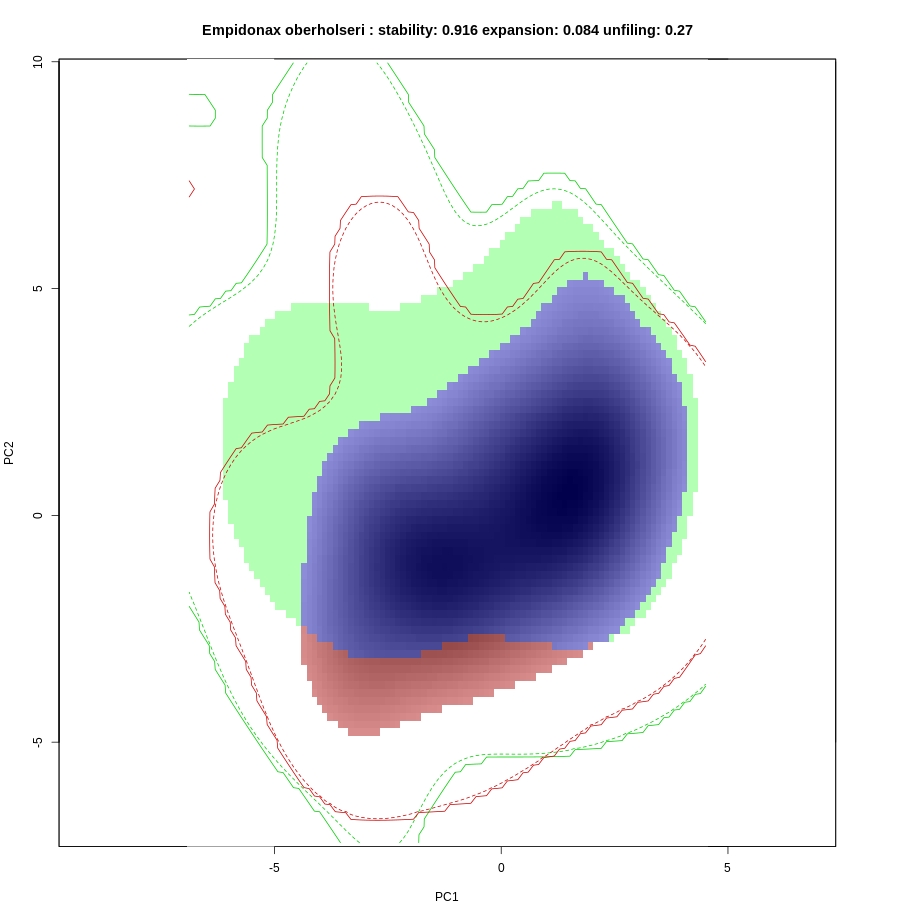 Empidonax oberholseri : stability: 0.916 expansion: 0.084 unfiling: 0.27
10
5
0
-5
PC2
-5 0 5
PC1